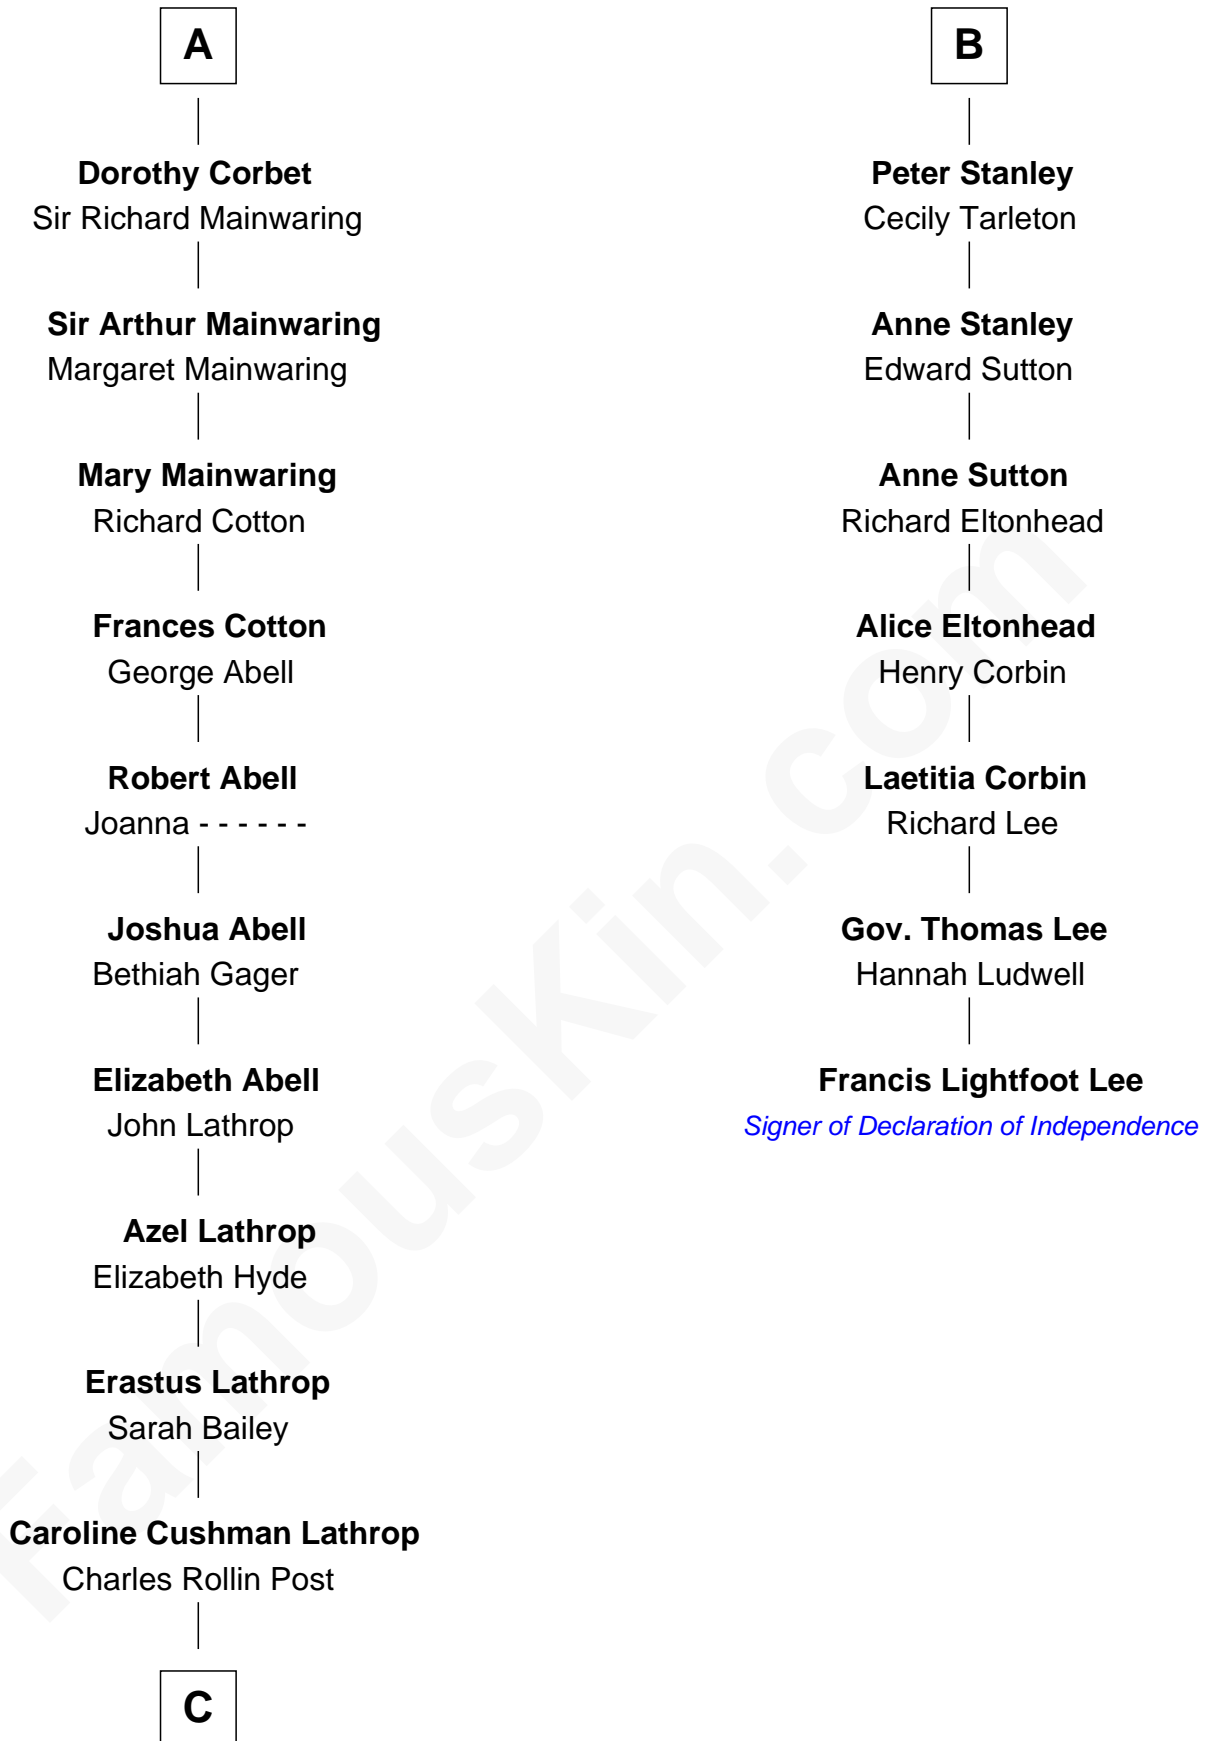 A
Dorothy Corbet
Sir Richard Mainwaring
Sir Arthur Mainwaring
Margaret Mainwaring
Mary Mainwaring
Richard Cotton
Frances Cotton
George Abell
Robert Abell
Joanna - - - - - -
Joshua Abell
Bethiah Gager
Elizabeth Abell
John Lathrop
Azel Lathrop
Elizabeth Hyde
Erastus Lathrop
Sarah Bailey
Caroline Cushman Lathrop
Charles Rollin Post
C
B
Peter Stanley
Cecily Tarleton
Anne Stanley
Edward Sutton
Anne Sutton
Richard Eltonhead
Alice Eltonhead
Henry Corbin
Laetitia Corbin
Richard Lee
Gov. Thomas Lee
Hannah Ludwell
Francis Lightfoot Lee
Signer of Declaration of Independence
FamousKin.com